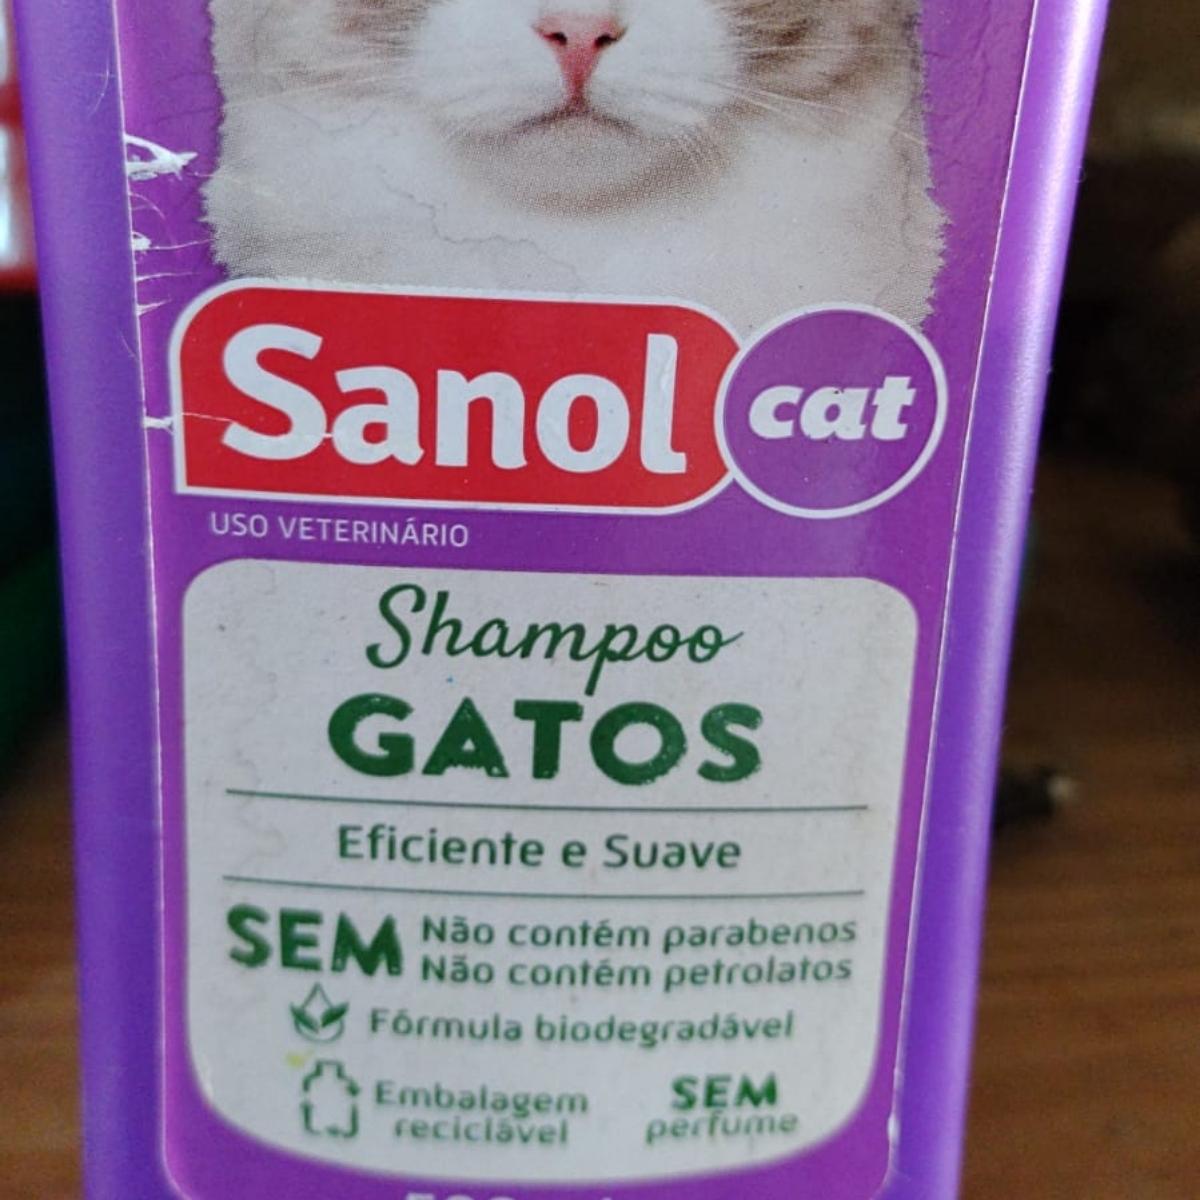 Sanol cat
USO VETERINÁRIO
Shampoo
GATOS
Eficiente e Suave
SEM Não contém parabenos
Não contém petrolatos
Fórmula biodegradável
Embalagem
reciclável
SEM
perfume